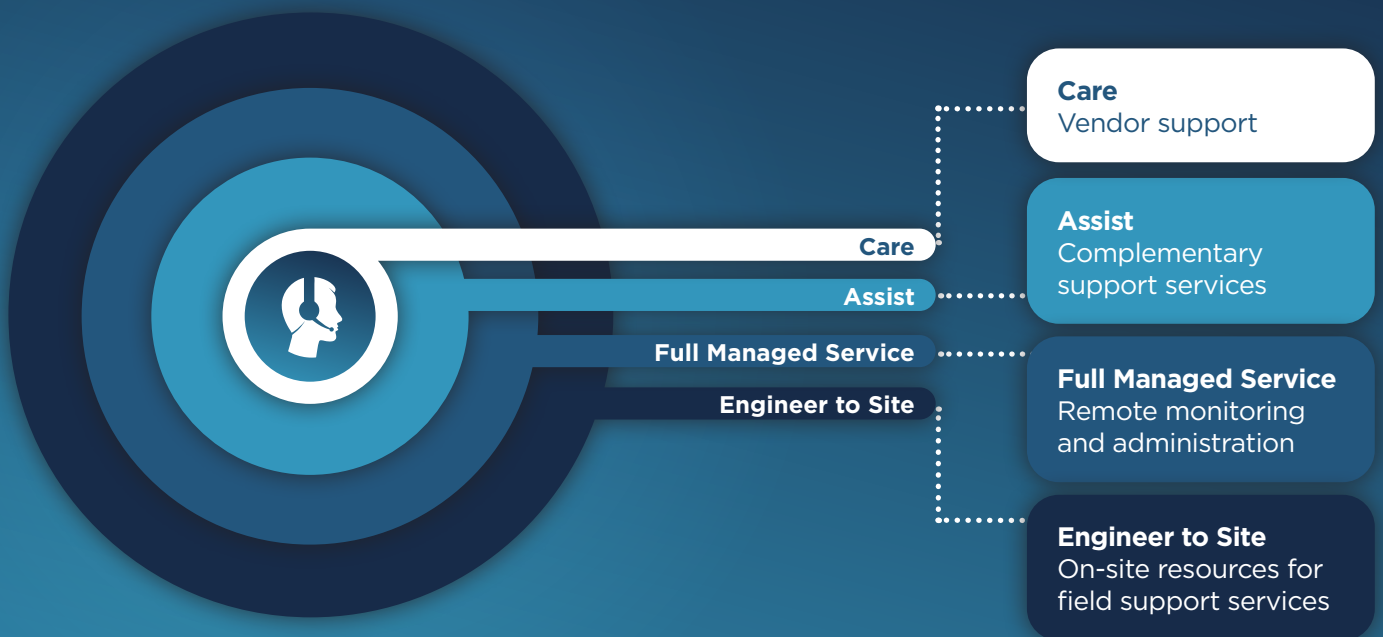 Care
Assist
Full Managed Service
Engineer to Site
Care
Vendor support
Assist
Complementary
support services
Full Managed Service
Remote monitoring
and administration
Engineer to Site
On-site resources for
field support services